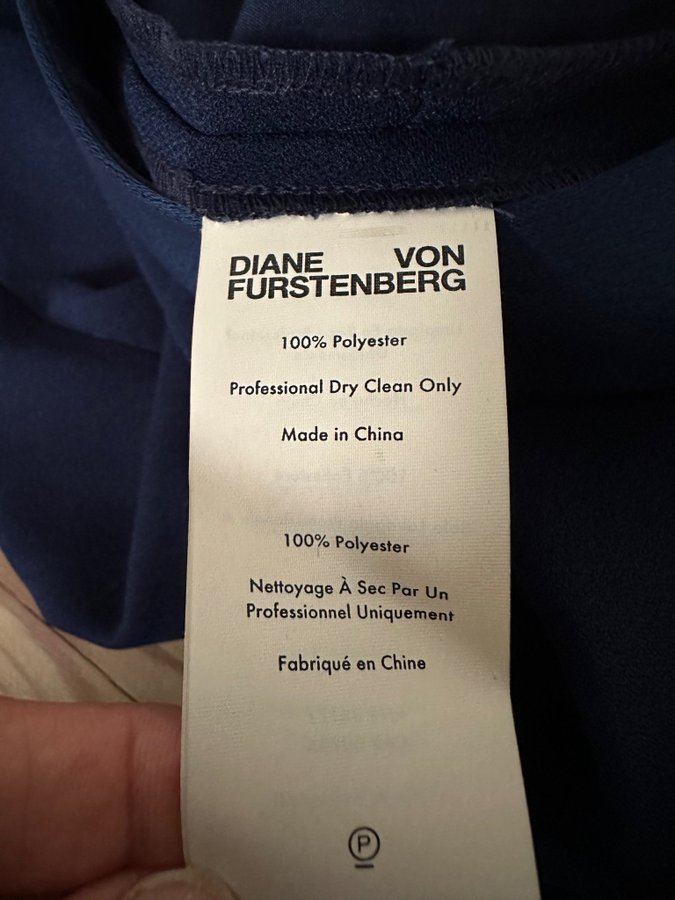 DIANE VON
FURSTENBERG
100% Polyester
Professional Dry Clean Only
Made in China
100% Polyester
Nettoyage À Sec Par Un
Professionnel Uniquement
Fabriqué en Chine
P